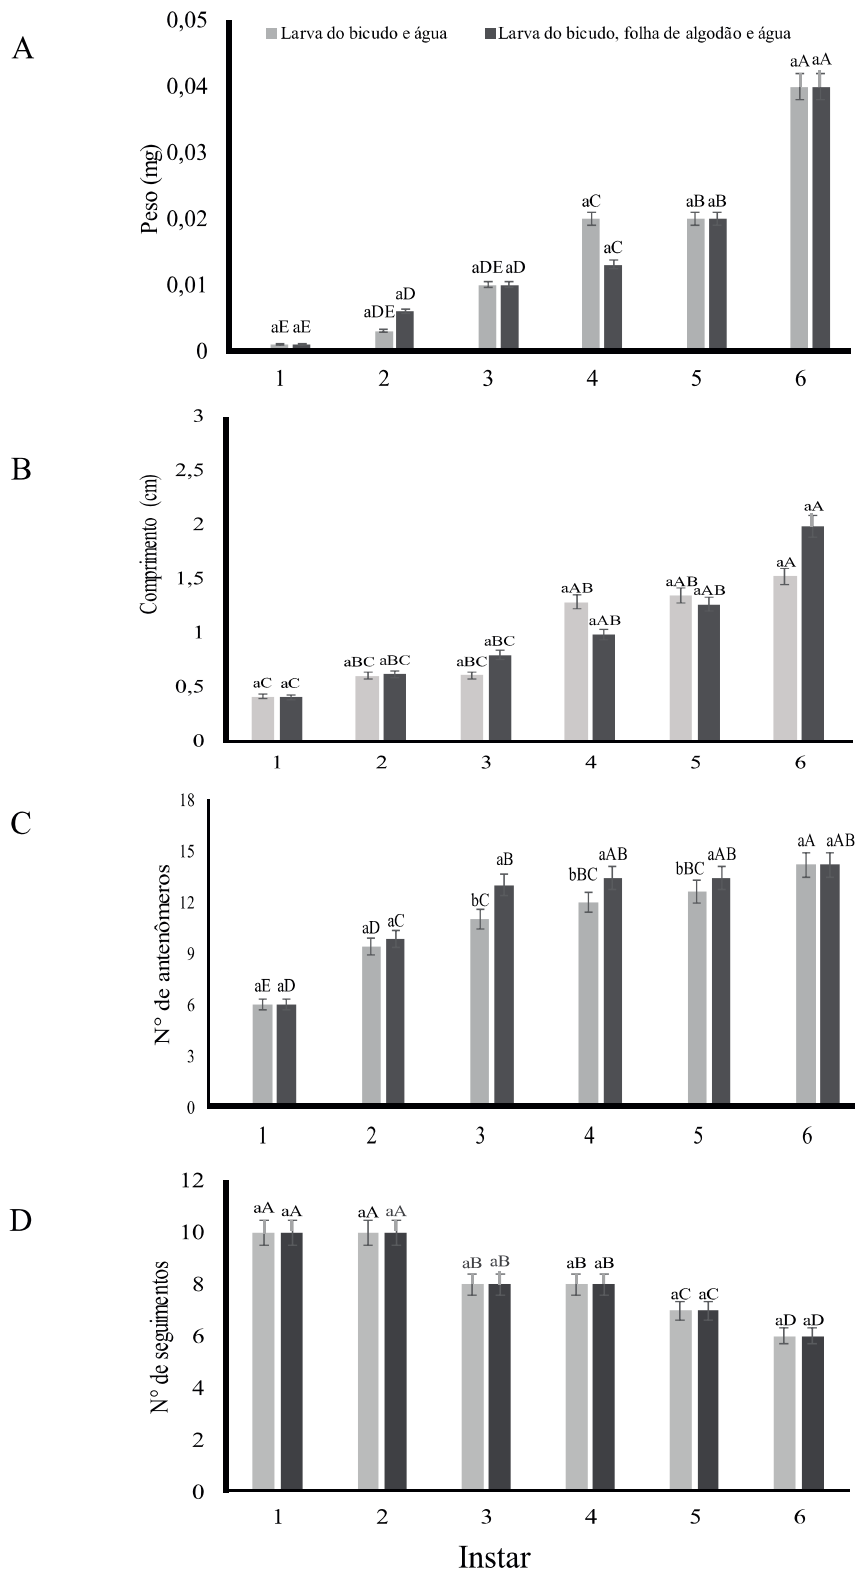 A
0,05
Larva do bicudo e água
Larva do bicudo, folha de algodão e água
aA aA
0,04
Peso (mg)
0,03
aC
aB aB
0,02
aC
aDE aD
0,01
aD
aDE
aE aE
0
1 2 3 4 5 6
B
3
2,5
Comprimento (cm)
aA
2
aA
1,5
aAB
aAB
aAB
aAB
1
aBC
aBC aBC
aBC
0,5
aC aC
0
1 2 3 4 5 6
C
18
N° de antenômeros
15
aA aAB
aB
aAB
aAB
bBC
bBC
12
bC
aC
aD
9
aE aD
6
3
0
1 2 3 4 5 6
D
12
N° de seguimentos
aA aA
aA aA
10
aB aB
aB aB
8
aC aC
aD aD
6
4
2
0
1 2 3 4 5 6
Instar